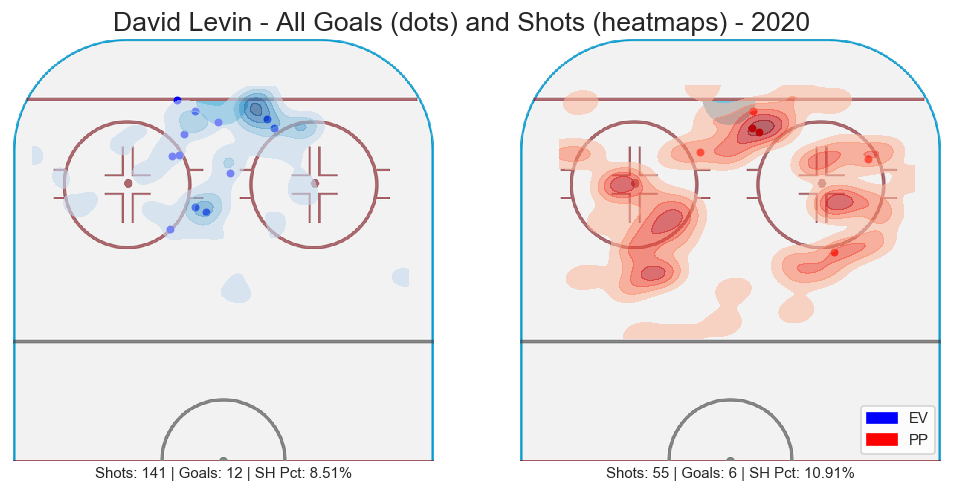 David Levin - All Goals (dots) and Shots (heatmaps) - 2020
EV
PP
Shots: 141 | Goals: 12 | SH Pct: 8.51%
Shots: 55 | Goals: 6 | SH Pct: 10.91%